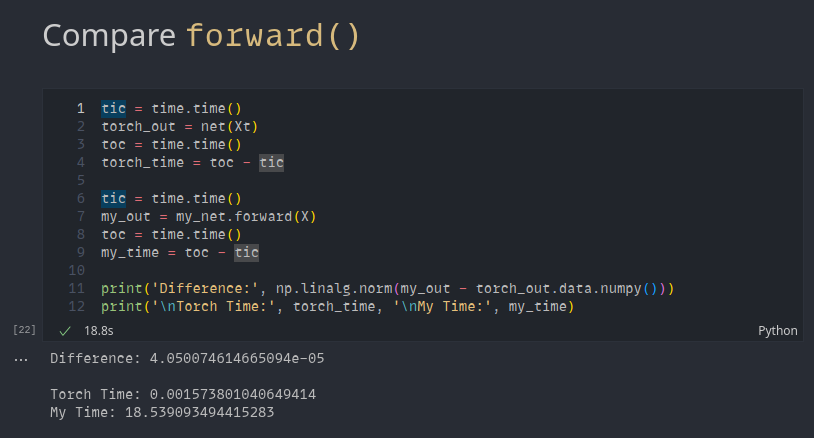 Compare forward()
1 tic = time.time()
2 torch_out = net(Xt)
3 toc = time.time()
4 torch_time = toc - tic
5
6 tic = time.time()
7 my_out = my_net.forward(X)
8 toc = time.time()
9 my_time = toc - tic
10
11 print('Difference:', np.linalg.norm(my_out - torch_out.data.numpy()))
12 print('\nTorch Time:', torch_time, '\nMy Time:', my_time)
[22] ✓ 18.8s Python
... Difference: 4.050074614665094e-05
Torch Time: 0.001573801040649414
My Time: 18.539093494415283